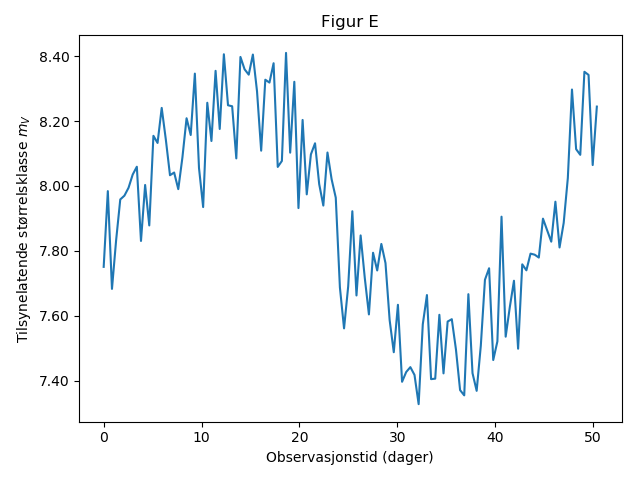 Figur E
8.40
8.20
8.00
7.80
7.60
7.40
Tilsynelatende størrelsesklasse m_V
0 10 20 30 40 50
Observasjonstid (dager)